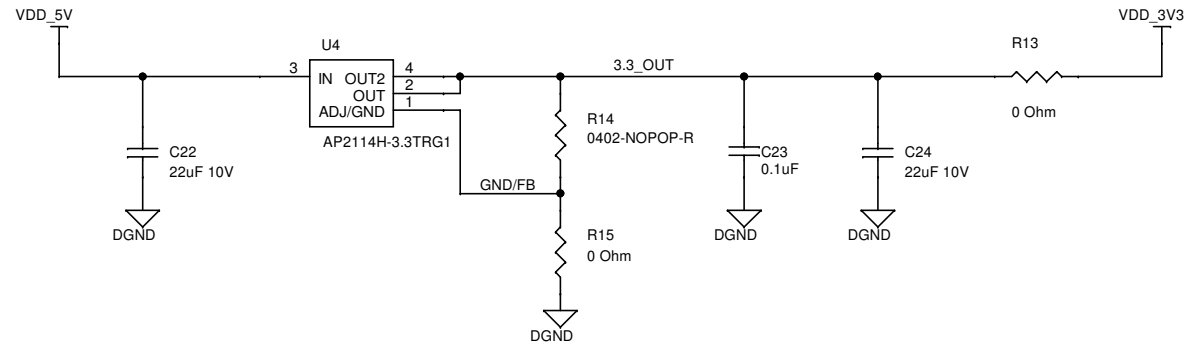 VDD_5V
VDD_3V3
U4
R13
3
IN
OUT2
4
3.3_OUT
OUT
2
ADJ/GND
1
0 Ohm
R14
0402-NOPOP-R
AP2114H-3.3TRG1
C22
22uF 10V
C23
0.1uF
C24
22uF 10V
GND/FB
DGND
R15
0 Ohm
DGND
DGND
DGND